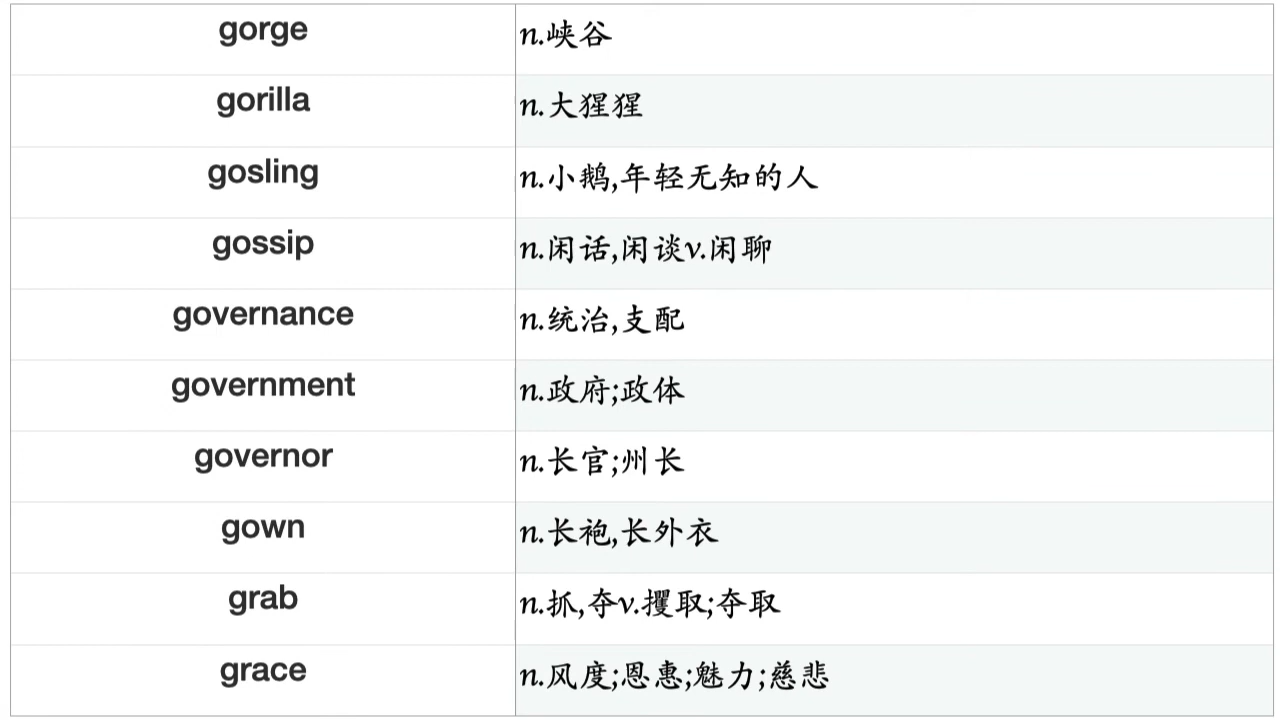 gorge n.峡谷
gorilla n.大猩猩
gosling n.小鹅,年轻无知的人
gossip n.闲话,闲谈v.闲聊
governance n.统治,支配
government n.政府;政体
governor n.长官;州长
gown n.长袍,长外衣
grab n.抓,夺v.攫取;夺取
grace n.风度;恩惠;魅力;慈悲